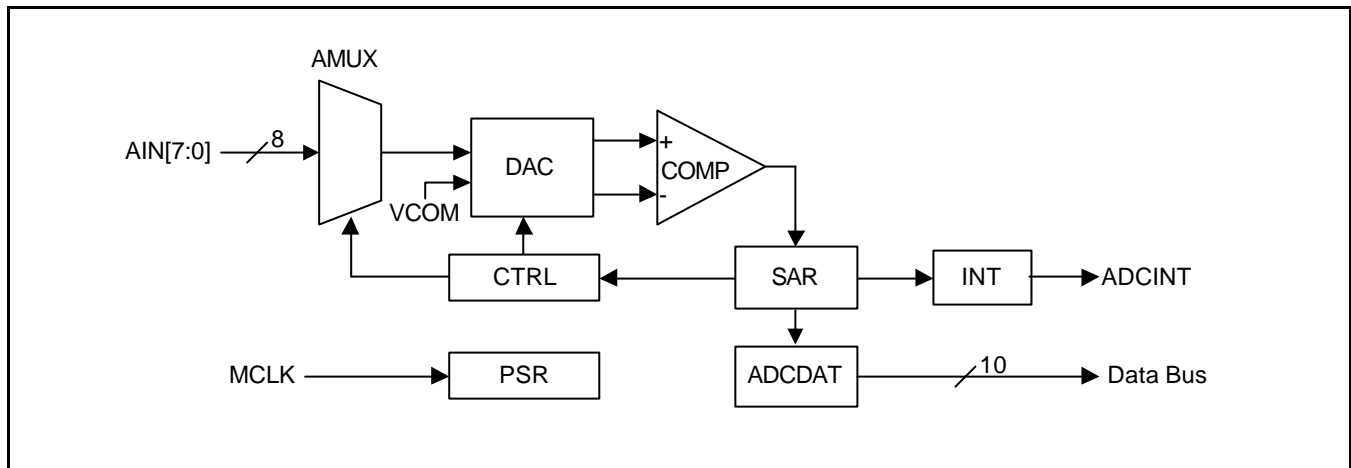 AMUX
AIN[7:0]
8
DAC
VCOM
+
COMP
-
CTRL
SAR
INT
ADCINT
MCLK
PSR
ADCDAT
10
Data Bus